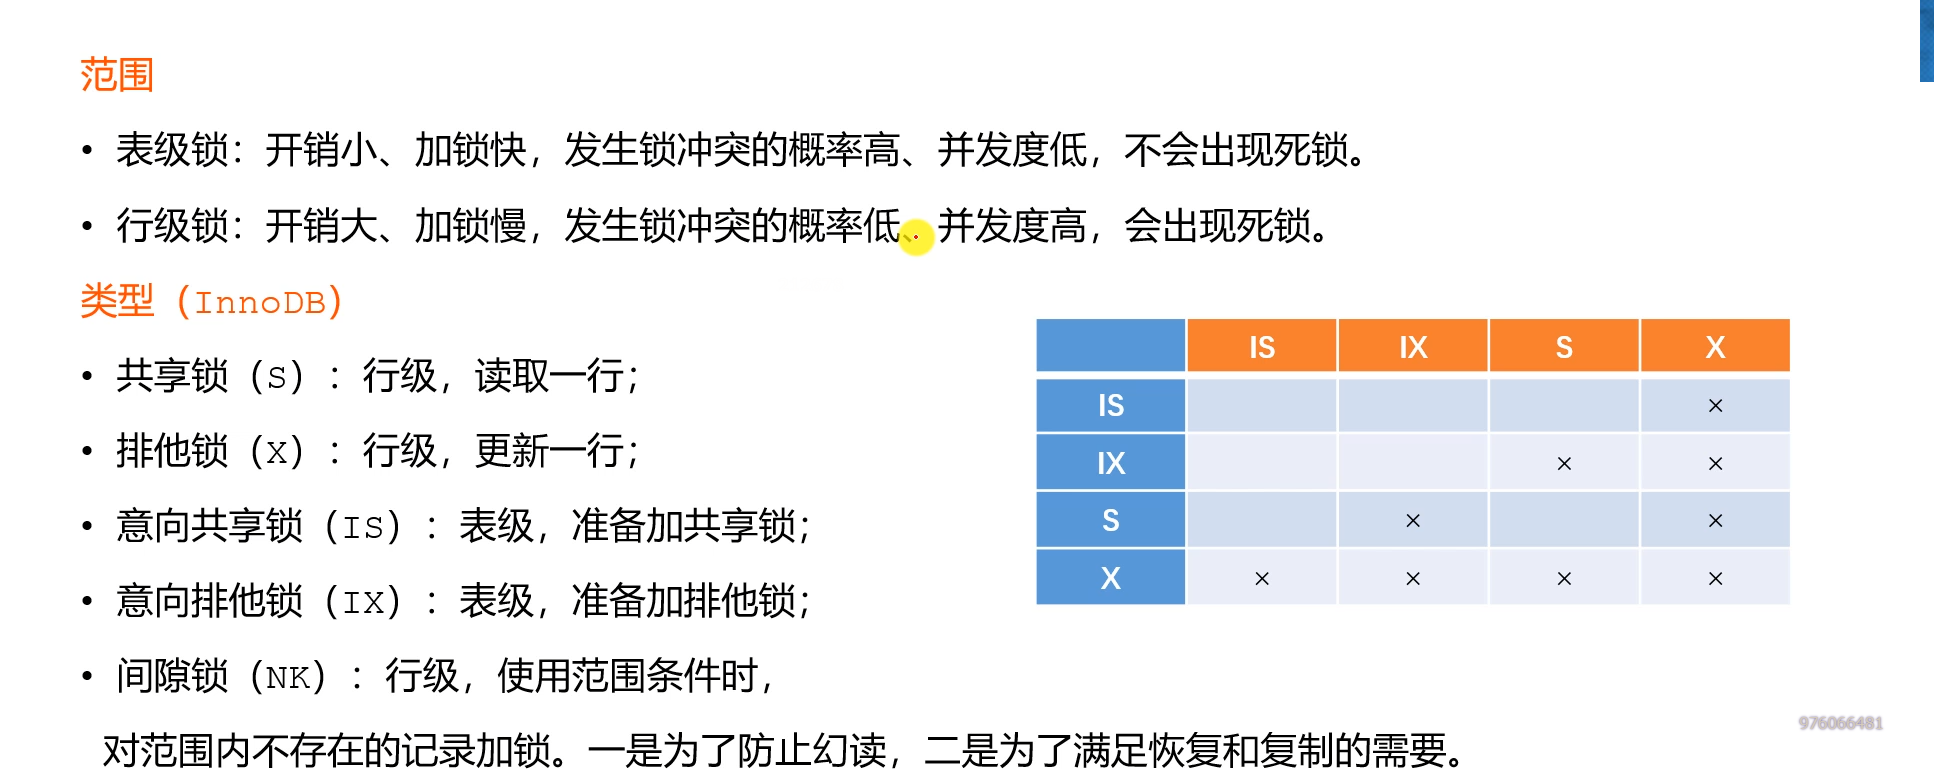 范围
• 表级锁：开销小、加锁快，发生锁冲突的概率高、并发度低，不会出现死锁。
• 行级锁：开销大、加锁慢，发生锁冲突的概率低、并发度高，会出现死锁。
类型（InnoDB）
• 共享锁（S）：行级，读取一行；
• 排他锁（X）：行级，更新一行；
• 意向共享锁（IS）：表级，准备加共享锁；
• 意向排他锁（IX）：表级，准备加排他锁；
• 间隙锁（NK）：行级，使用范围条件时，
对范围内不存在的记录加锁。一是为了防止幻读，二是为了满足恢复和复制的需要。
IS IX S X
IS ×
IX × ×
S × ×
X × × × ×
976066481